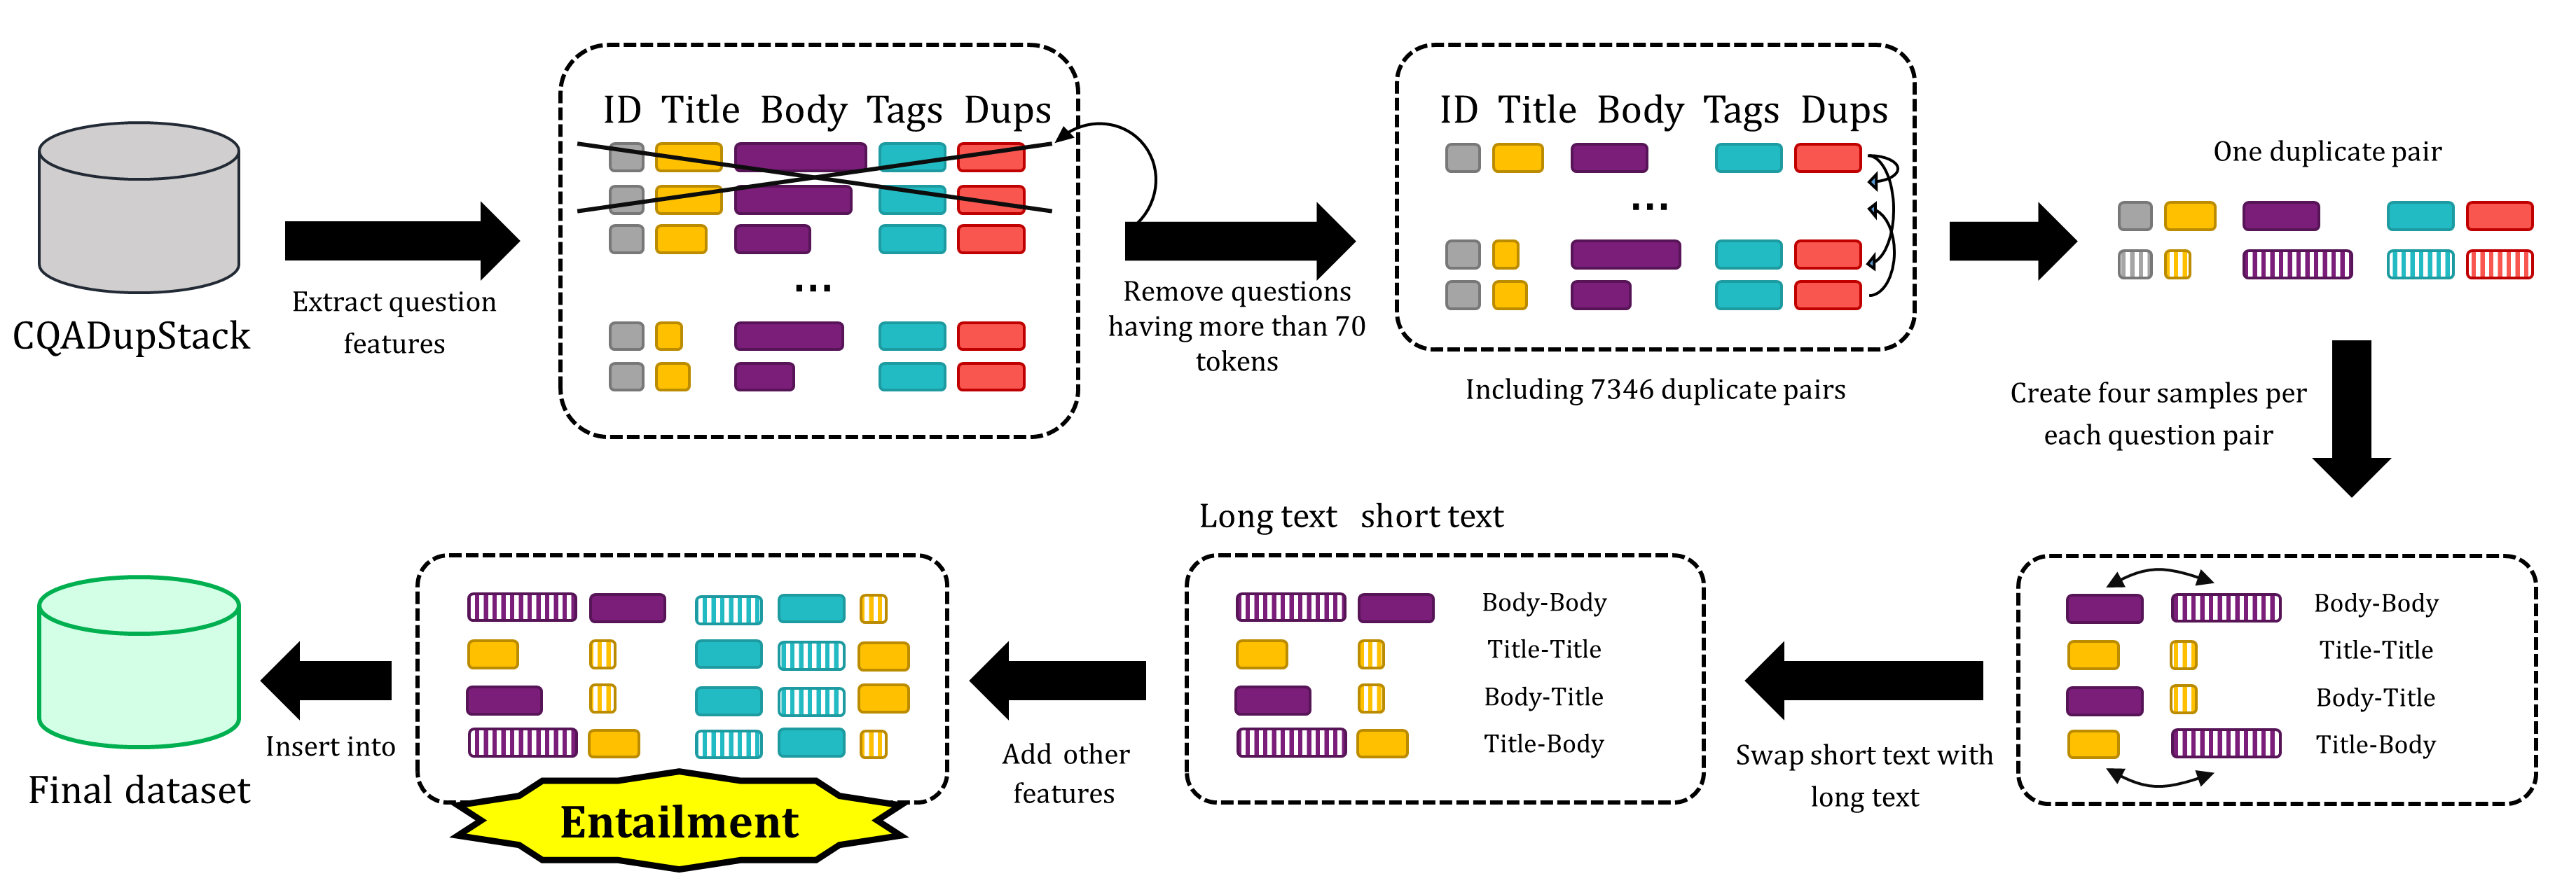 CQADupStack
Extract question
features
ID Title Body Tags Dups
...
Remove questions
having more than 70
tokens
ID Title Body Tags Dups
...
Including 7346 duplicate pairs
One duplicate pair
Create four samples per
each question pair
Body-Body
Title-Title
Body-Title
Title-Body
Swap short text with
long text
Long text short text
Body-Body
Title-Title
Body-Title
Title-Body
Add other
features
Entailment
Insert into
Final dataset